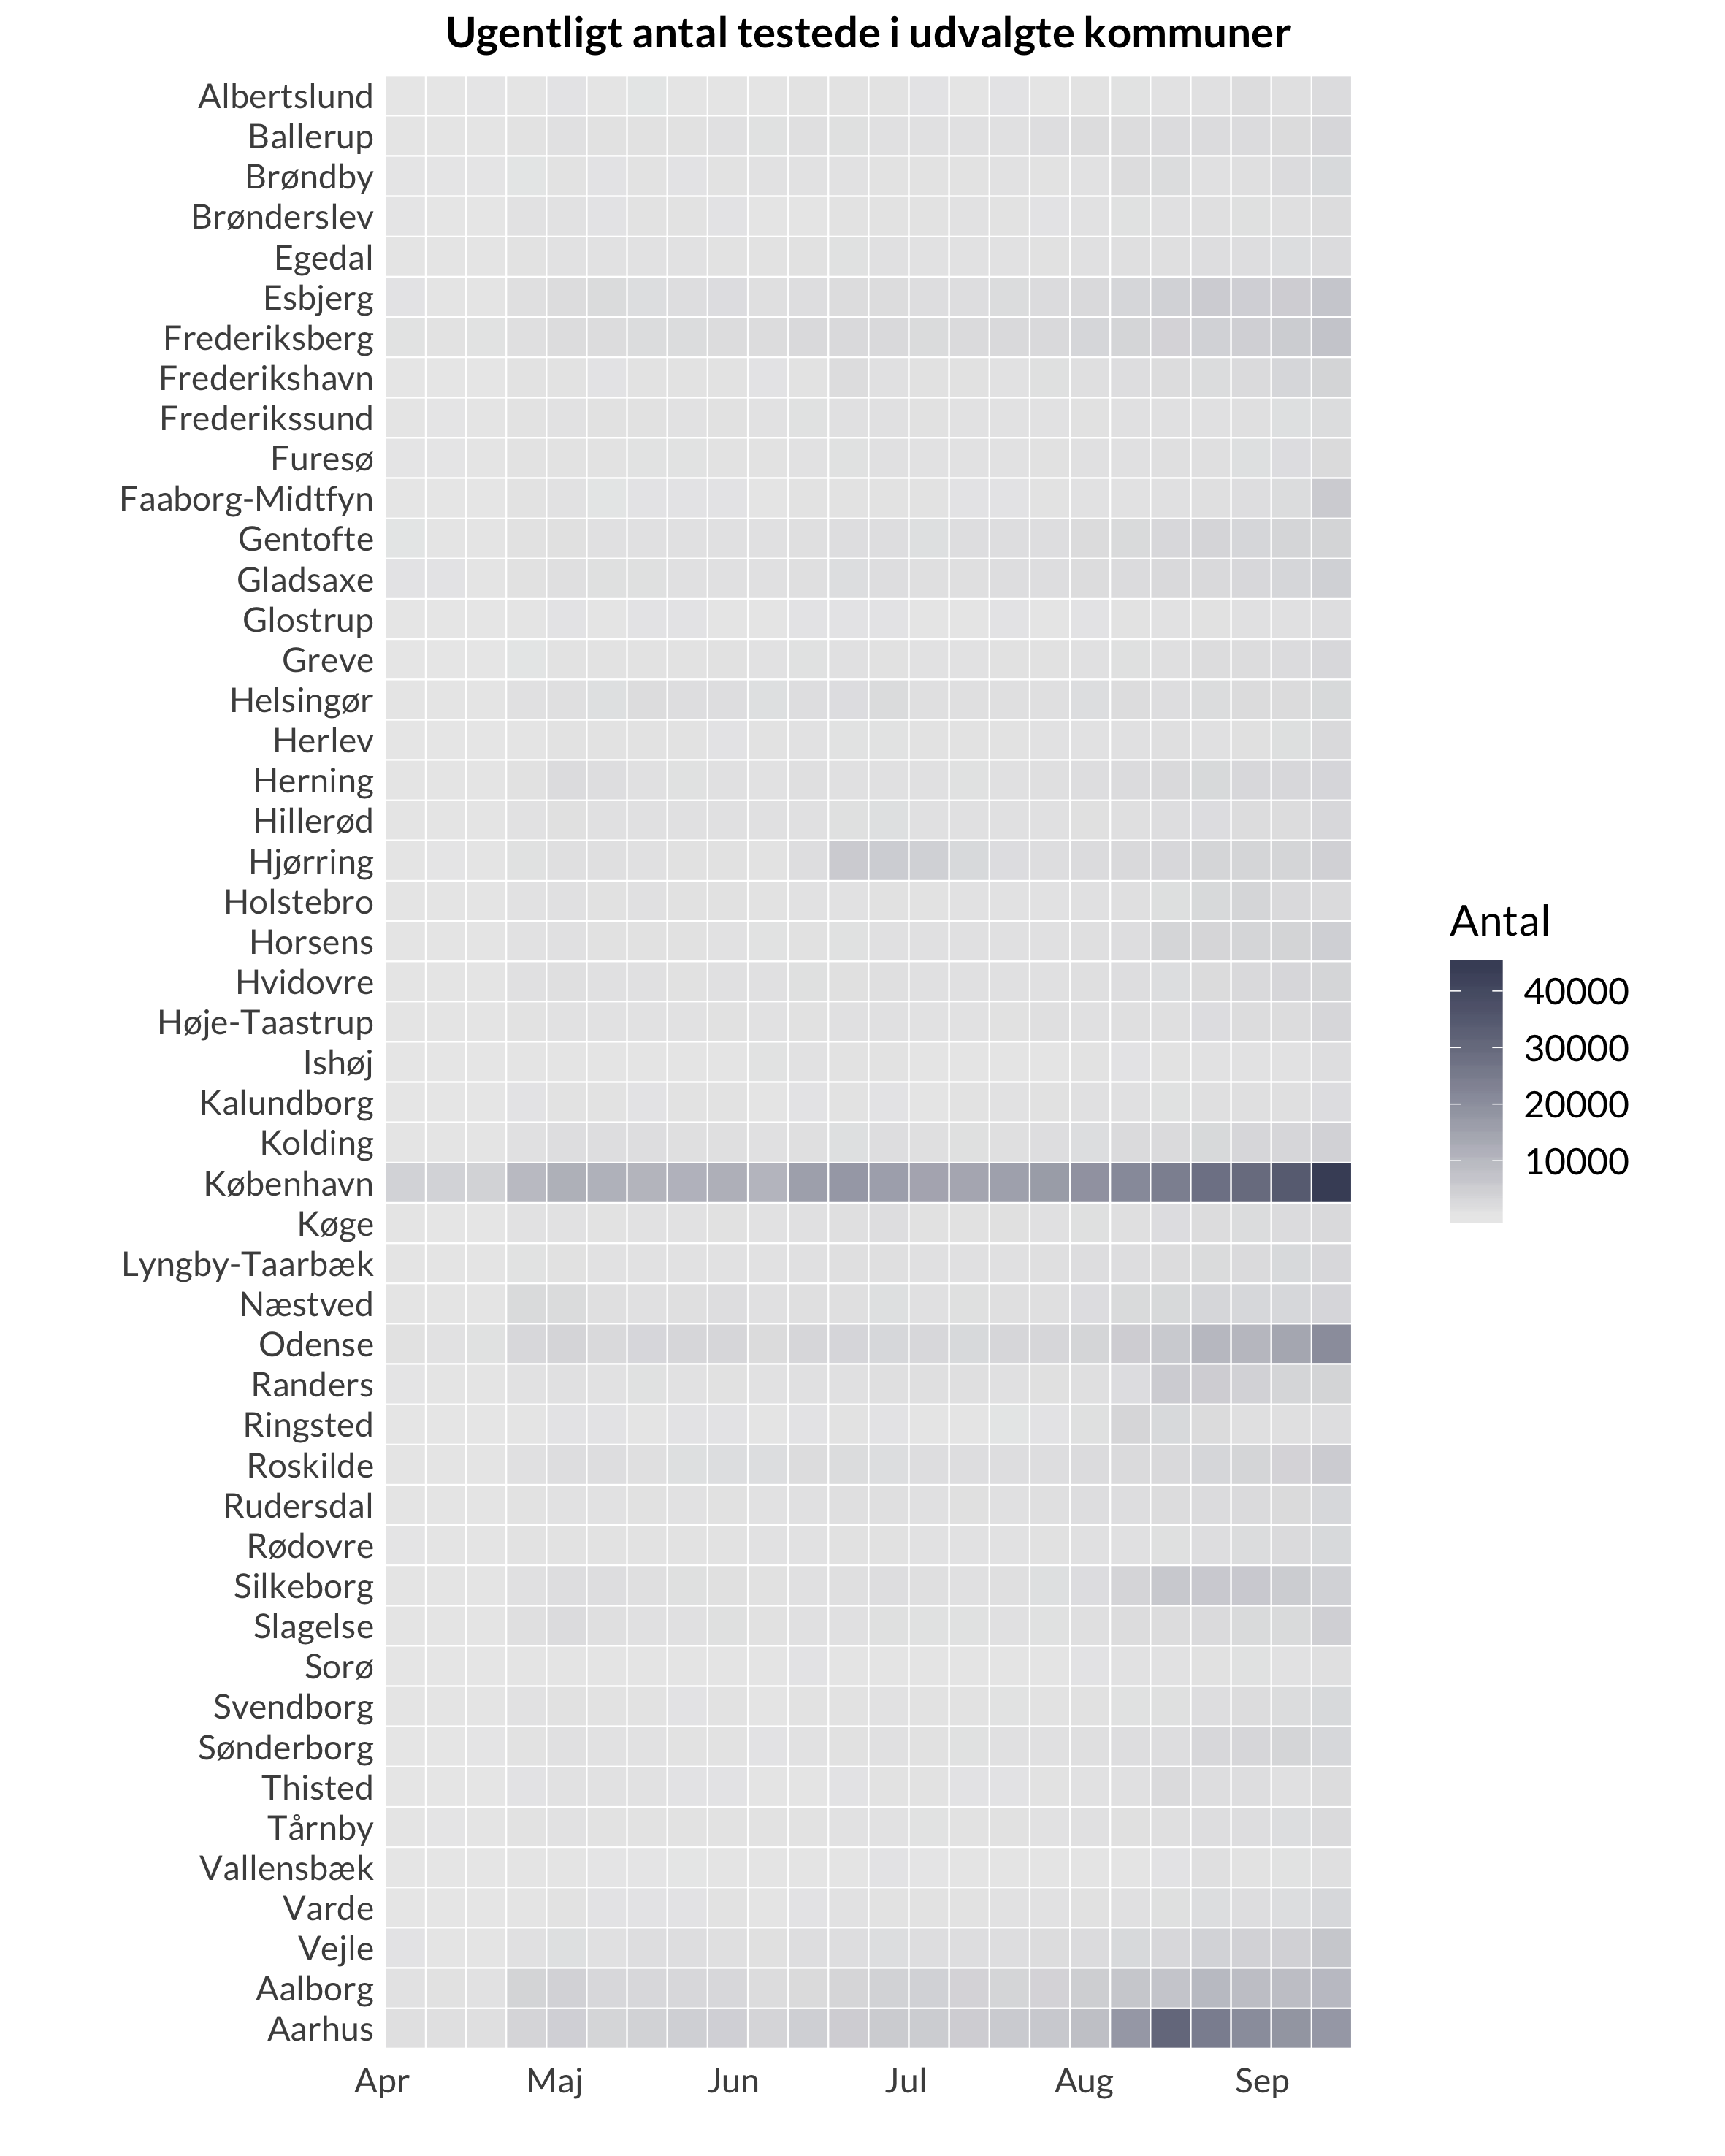 Ugentligt antal testede i udvalgte kommuner
Albertslund
Ballerup
Brøndby
Brønderslev
Egedal
Esbjerg
Frederiksberg
Frederikshavn
Frederikssund
Furesø
Faaborg-Midtfyn
Gentofte
Gladsaxe
Glostrup
Greve
Helsingør
Herlev
Herning
Hillerød
Hjørring
Holstebro
Horsens
Hvidovre
Høje-Taastrup
Ishøj
Kalundborg
Kolding
København
Køge
Lyngby-Taarbæk
Næstved
Odense
Randers
Ringsted
Roskilde
Rudersdal
Rødovre
Silkeborg
Slagelse
Sorø
Svendborg
Sønderborg
Thisted
Tårnby
Vallensbæk
Varde
Vejle
Aalborg
Aarhus
Apr Maj Jun Jul Aug Sep
Antal
40000
30000
20000
10000